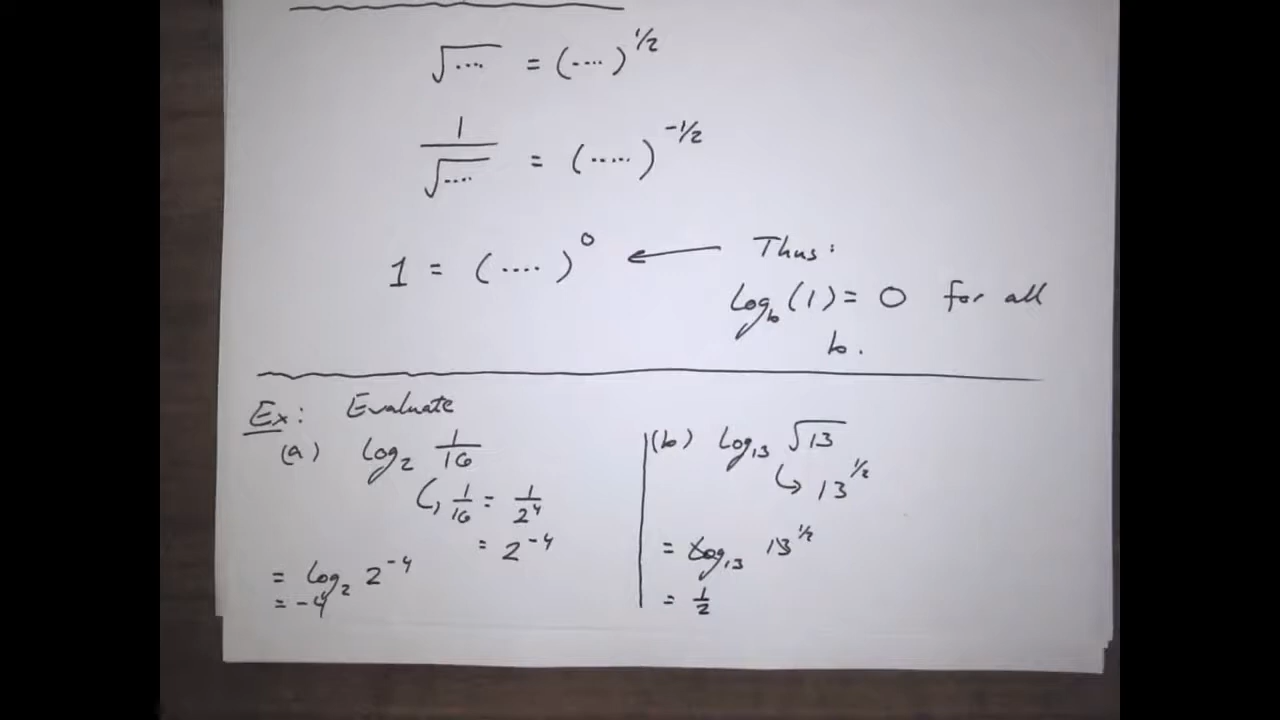 √.... = (....)^1/2
1/√.... = (.....)^-1/2
1 = (....)^0 ← Thus:
log_b(1) = 0 for all
b.
Ex: Evaluate
(a) log_2 1/16
↳ 1/16 = 1/2^4
= 2^-4
= log_2 2^-4
= -4
(b) log_13 √13
↳ 13^1/2
= log_13 13^1/2
= 1/2